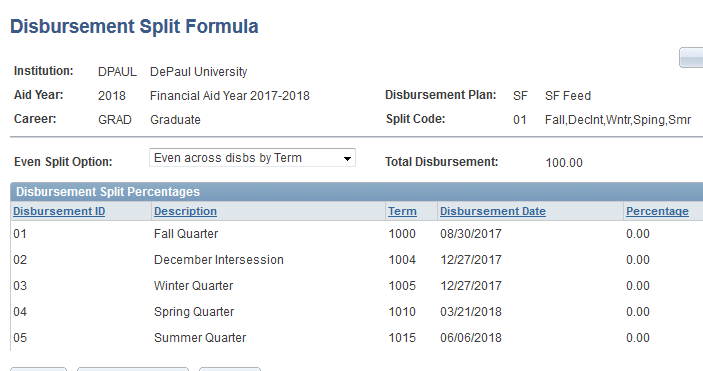 Disbursement Split Formula
Institution: DPAUL DePaul University
Aid Year: 2018 Financial Aid Year 2017-2018 Disbursement Plan: SF SF Feed
Career: GRAD Graduate Split Code: 01 Fall,DecInt,Wntr,Sping,Smr
Even Split Option: Even across disbs by Term Total Disbursement: 100.00
Disbursement Split Percentages
Disbursement ID Description Term Disbursement Date Percentage
01 Fall Quarter 1000 08/30/2017 0.00
02 December Intersession 1004 12/27/2017 0.00
03 Winter Quarter 1005 12/27/2017 0.00
04 Spring Quarter 1010 03/21/2018 0.00
05 Summer Quarter 1015 06/06/2018 0.00